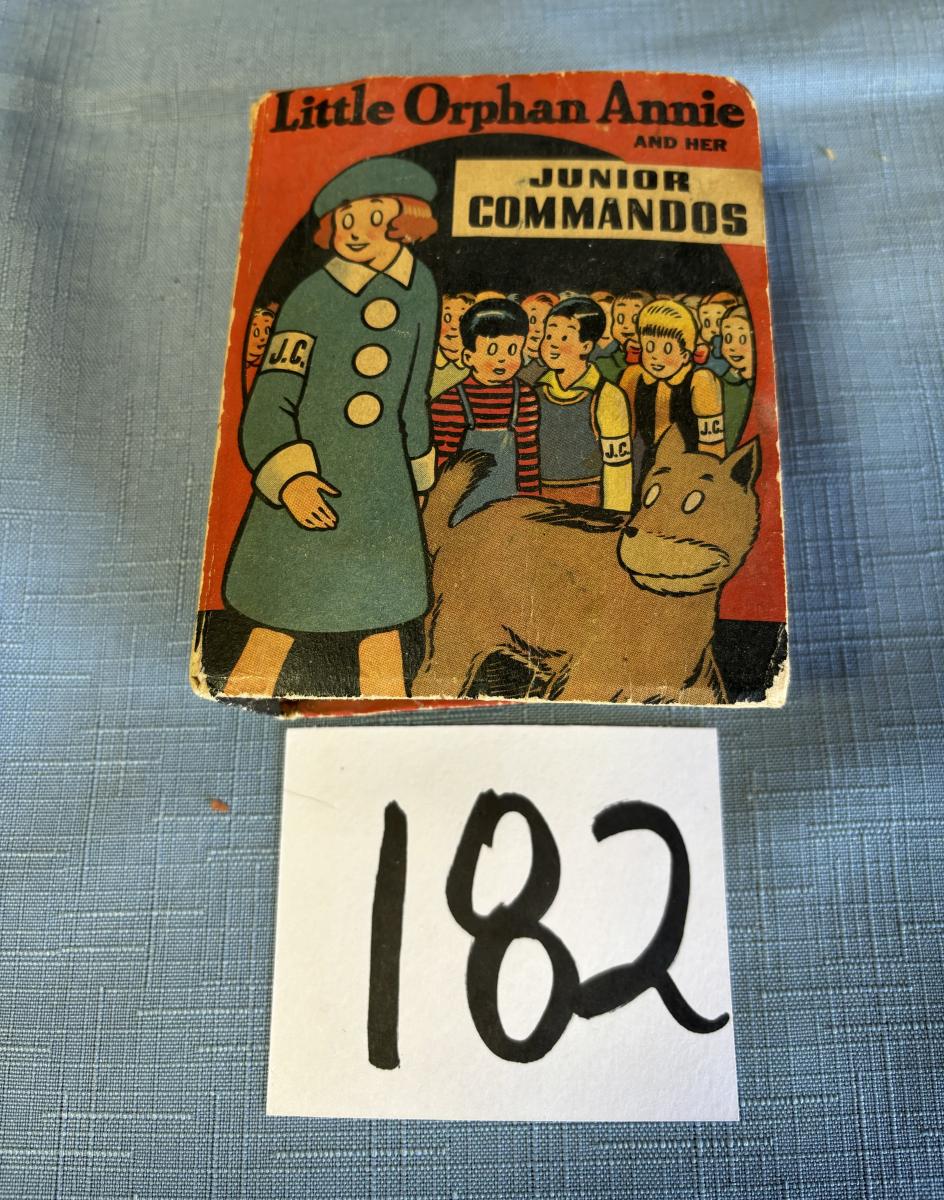 Little Orphan Annie
AND HER
JUNIOR
COMMANDOS
J.C.
J.C.
J.C.
182